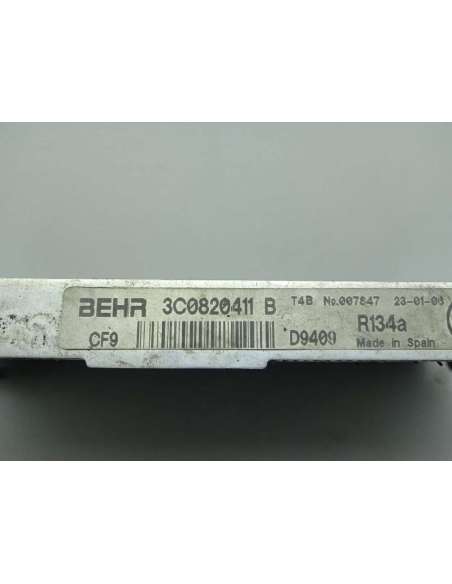 BEHR 3C0820411 B T4B No.007847 23-01-06
CF9 D9409 R134a
Made in Spain